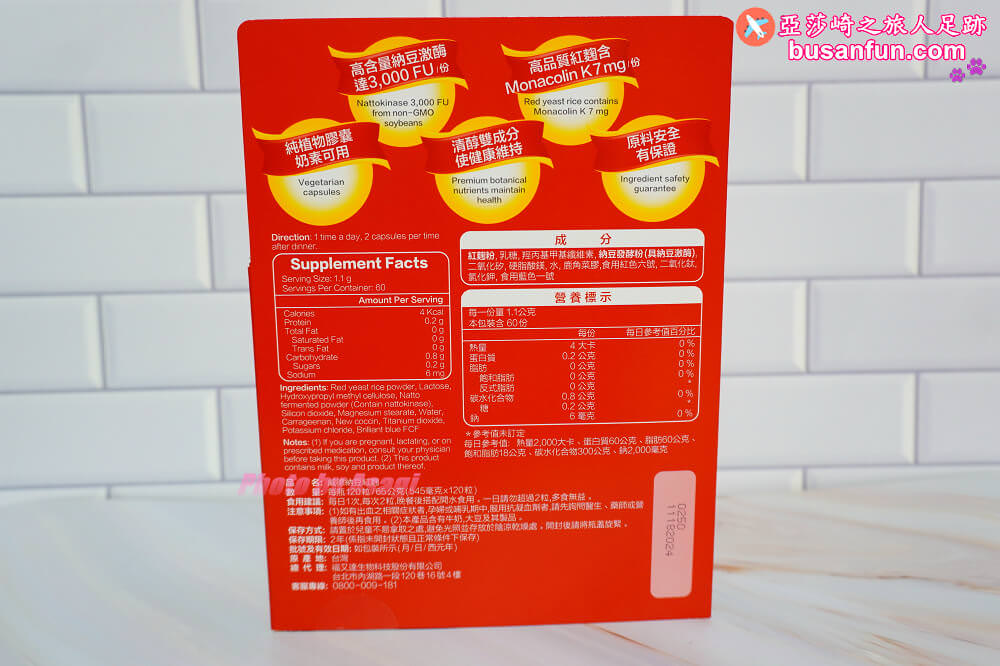 亞莎崎之旅人足跡
busanfun.com
高含量納豆激酶
達3,000 FU/份
Nattokinase 3,000 FU
from non-GMO
soybeans
高品質紅麴含
Monacolin K7mg/份
Red yeast rice contains
Monacolin K 7 mg
純植物膠囊
奶素可用
Vegetarian
capsules
清醇雙成分
使健康維持
Premium botanical
nutrients maintain
health
原料安全
有保證
Ingredient safety
guarantee
Direction: 1 time a day, 2 capsules per time
after dinner.
Supplement Facts
Serving Size: 1.1 g
Servings Per Container: 60
Amount Per Serving
Calories 4 Kcal
Protein 0.2 g
Total Fat 0 g
Saturated Fat 0 g
Trans Fat 0 g
Carbohydrate 0.8 g
Sugars 0.2 g
Sodium 6 mg
Ingredients: Red yeast rice powder, Lactose,
Hydroxypropyl methyl cellulose, Natto
fermented powder (Contain nattokinase),
Silicon dioxide, Magnesium stearate, Water,
Carrageenan, New coccin, Titanium dioxide,
Potassium chloride, Brilliant blue FCF
Notes: (1) If you are pregnant, lactating, or on
prescribed medication, consult your physician
before taking this product. (2) This product
contains milk, soy and product thereof.
成 分
紅麴粉, 乳糖, 羥丙基甲基纖維素, 納豆發酵粉(具納豆激酶),
二氧化矽, 硬脂酸鎂, 水, 鹿角菜膠, 食用紅色六號, 二氧化鈦,
氯化鉀, 食用藍色一號
營養標示
每一份量 1.1公克
本包裝含 60份
每份 每日參考值百分比
熱量 4 大卡 0 %
蛋白質 0.2 公克 0 %
脂肪 0 公克 0 %
飽和脂肪 0 公克 0 %
反式脂肪 0 公克 *
碳水化合物 0.8 公克 0 %
糖 0.2 公克 *
鈉 6 毫克 0 %
*參考值未訂定
每日參考值: 熱量2,000大卡、蛋白質60公克、脂肪60公克、
飽和脂肪18公克、碳水化合物300公克、鈉2,000毫克
品 名: 威德納豆紅麴
數 量: 每瓶120粒/65公克(545毫克×120粒)
食用建議: 每日1次,每次2粒,晚餐後搭配開水食用。一日請勿超過2粒,多食無益。
注意事項: (1)如有出血之相關症狀者,孕婦或哺乳期中,服用抗凝血劑者,請先詢問醫生、藥師或營
養師後再食用。(2)本產品含有牛奶,大豆及其製品。
保存方式: 請置於兒童不易拿取之處,避免光照並存放於陰涼乾燥處。開封後請將瓶蓋旋緊。
保存期限: 2年(係指未開封狀態且正常條件下保存)
批號及有效日期: 如包裝所示(月/日/西元年)
原 產 地: 台灣
總 代 理: 福又達生物科技股份有限公司
台北市內湖路一段120巷16號4樓
客服專線: 0800-009-181
0250
11182024